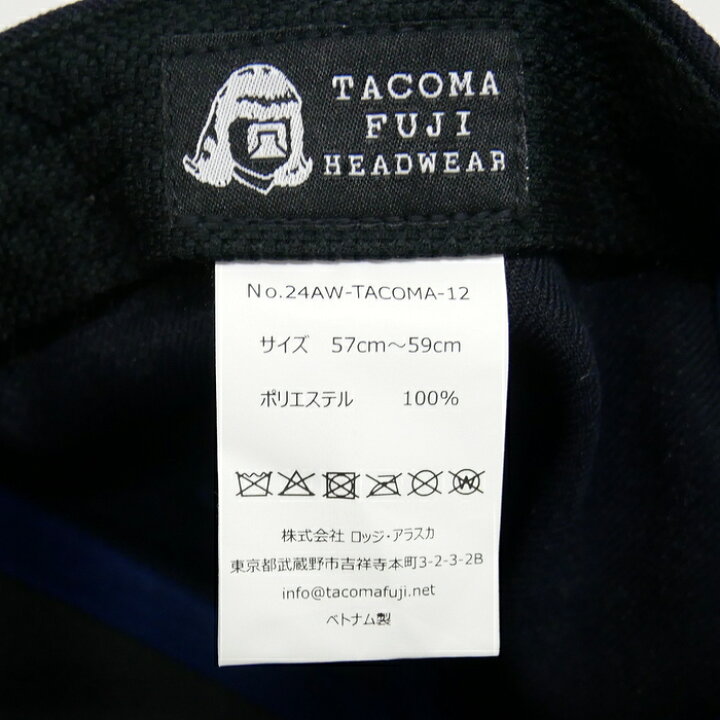 TACOMA
FUJI
HEADWEAR
No.24AW-TACOMA-12
サイズ 57cm～59cm
ポリエステル 100%
株式会社 ロッジ・アラスカ
東京都武蔵野市吉祥寺本町3-2-3-2B
info@tacomafuji.net
ベトナム製